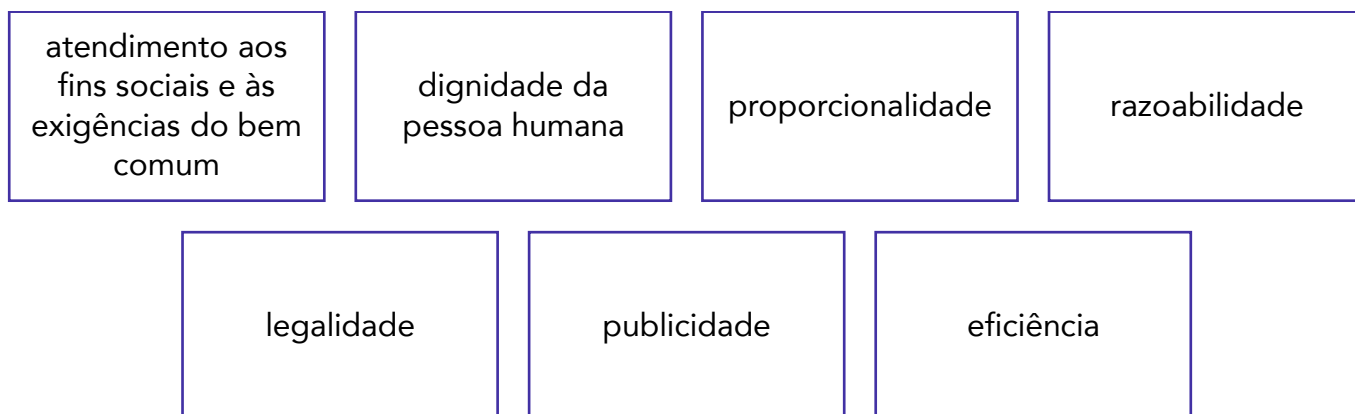 atendimento aos
fins sociais e às
exigências do bem
comum
dignidade da
pessoa humana
proporcionalidade
razoabilidade
legalidade
publicidade
eficiência